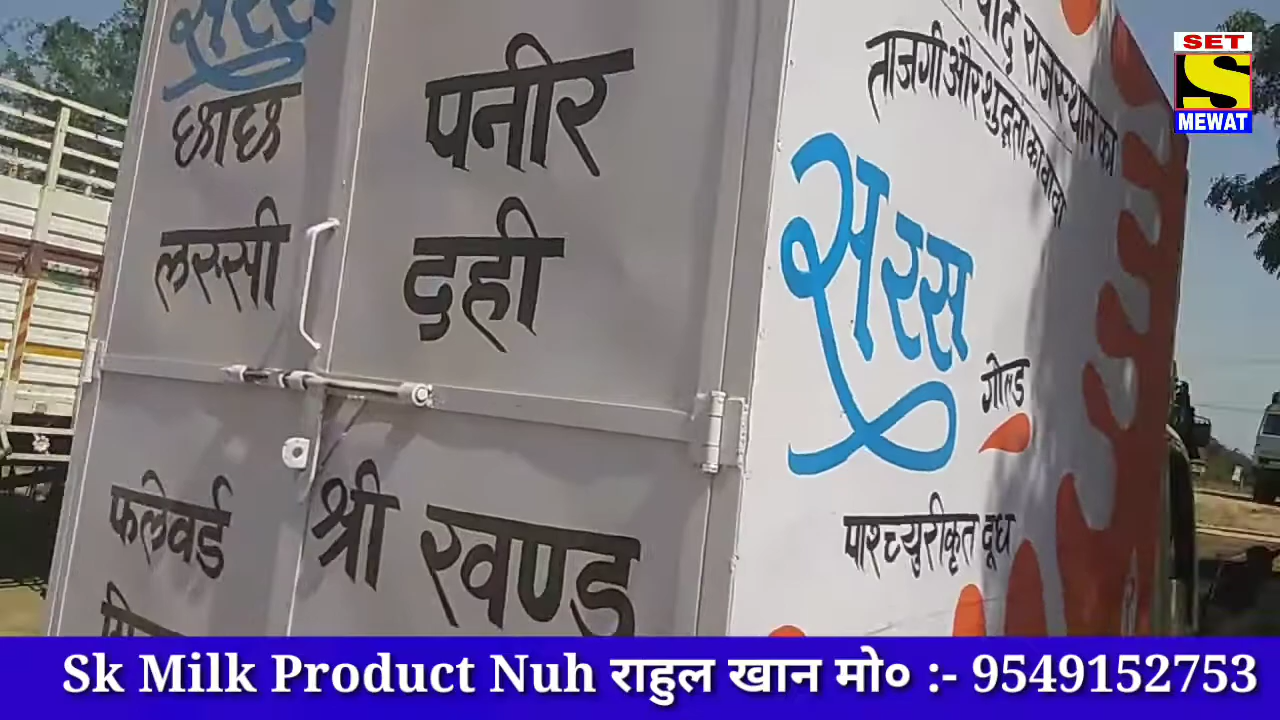 सरस
छाछ
लस्सी
पनीर
दही
फलेवर्ड
श्री खण्ड
राजस्थान का
ताजगी और शुद्धता का वादा
सरस
गोल्ड
पाश्च्युरीकृत दूध
SET
S
MEWAT
Sk Milk Product Nuh राहुल खान मो० :- 9549152753